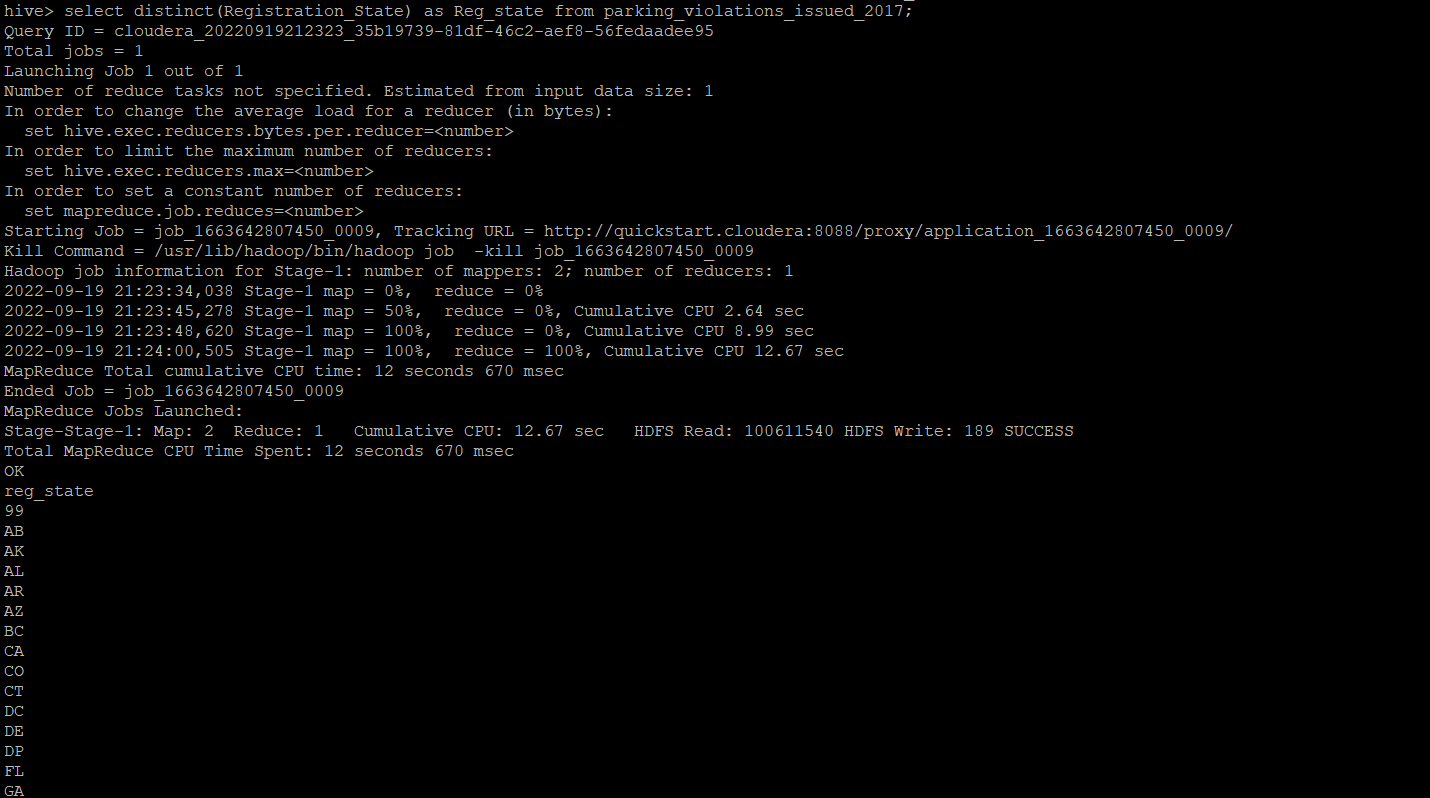 hive> select distinct(Registration_State) as Reg_state from parking_violations_issued_2017;
Query ID = cloudera_20220919212323_35b19739-81df-46c2-aef8-56fedaadee95
Total jobs = 1
Launching Job 1 out of 1
Number of reduce tasks not specified. Estimated from input data size: 1
In order to change the average load for a reducer (in bytes):
  set hive.exec.reducers.bytes.per.reducer=<number>
In order to limit the maximum number of reducers:
  set hive.exec.reducers.max=<number>
In order to set a constant number of reducers:
  set mapreduce.job.reduces=<number>
Starting Job = job_1663642807450_0009, Tracking URL = http://quickstart.cloudera:8088/proxy/application_1663642807450_0009/
Kill Command = /usr/lib/hadoop/bin/hadoop job  -kill job_1663642807450_0009
Hadoop job information for Stage-1: number of mappers: 2; number of reducers: 1
2022-09-19 21:23:34,038 Stage-1 map = 0%,  reduce = 0%
2022-09-19 21:23:45,278 Stage-1 map = 50%,  reduce = 0%, Cumulative CPU 2.64 sec
2022-09-19 21:23:48,620 Stage-1 map = 100%,  reduce = 0%, Cumulative CPU 8.99 sec
2022-09-19 21:24:00,505 Stage-1 map = 100%,  reduce = 100%, Cumulative CPU 12.67 sec
MapReduce Total cumulative CPU time: 12 seconds 670 msec
Ended Job = job_1663642807450_0009
MapReduce Jobs Launched:
Stage-Stage-1: Map: 2  Reduce: 1   Cumulative CPU: 12.67 sec   HDFS Read: 100611540 HDFS Write: 189 SUCCESS
Total MapReduce CPU Time Spent: 12 seconds 670 msec
OK
reg_state
99
AB
AK
AL
AR
AZ
BC
CA
CO
CT
DC
DE
DP
FL
GA